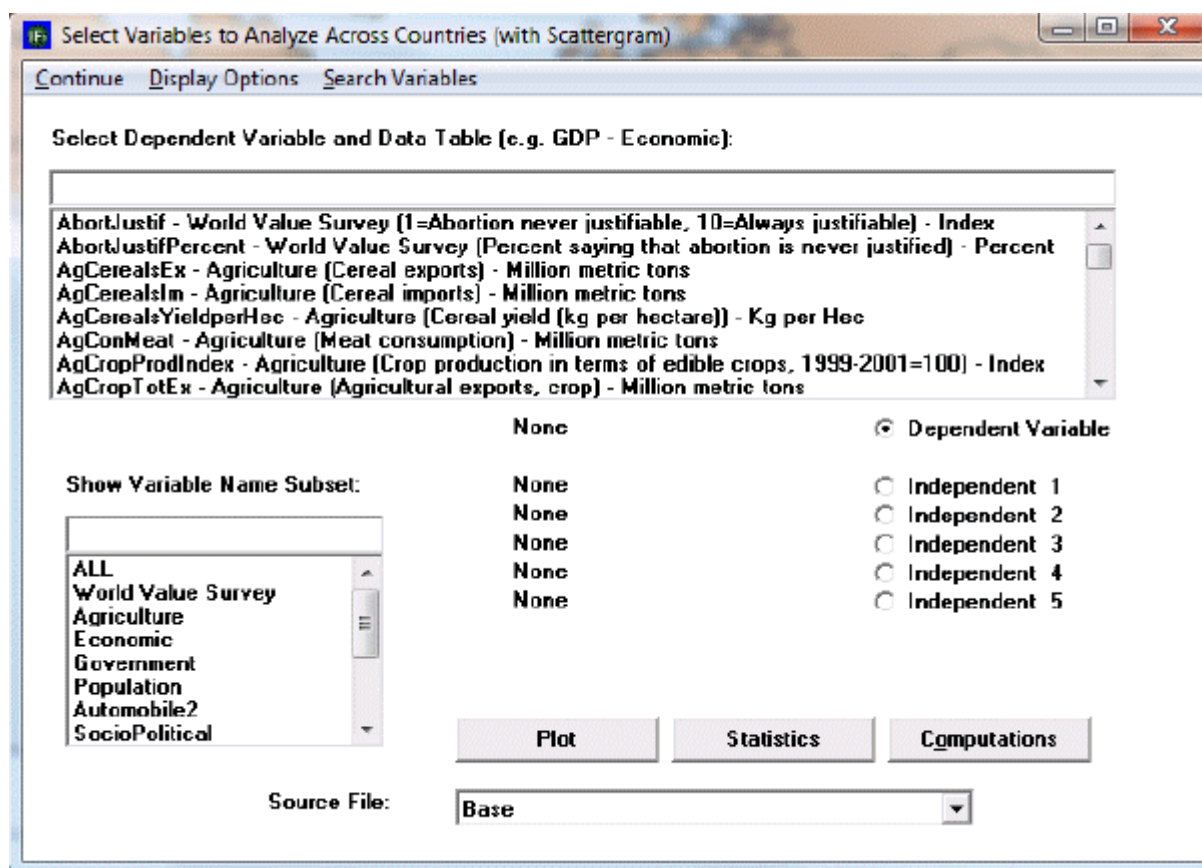 IFs Select Variables to Analyze Across Countries (with Scattergram)
Continue Display Options Search Variables
Select Dependent Variable and Data Table (e.g. GDP - Economic):
AbortJustif - World Value Survey (1=Abortion never justifiable, 10=Always justifiable) - Index
AbortJustifPercent - World Value Survey (Percent saying that abortion is never justified) - Percent
AgCerealsEx - Agriculture (Cereal exports) - Million metric tons
AgCerealsIm - Agriculture (Cereal imports) - Million metric tons
AgCerealsYieldperHec - Agriculture (Cereal yield (kg per hectare)) - Kg per Hec
AgConMeat - Agriculture (Meat consumption) - Million metric tons
AgCropProdIndex - Agriculture (Crop production in terms of edible crops, 1999-2001=100) - Index
AgCropTotEx - Agriculture (Agricultural exports, crop) - Million metric tons
None Dependent Variable
Show Variable Name Subset:
None Independent 1
None Independent 2
None Independent 3
None Independent 4
None Independent 5
ALL
World Value Survey
Agriculture
Economic
Government
Population
Automobile2
SocioPolitical
Plot Statistics Computations
Source File: Base